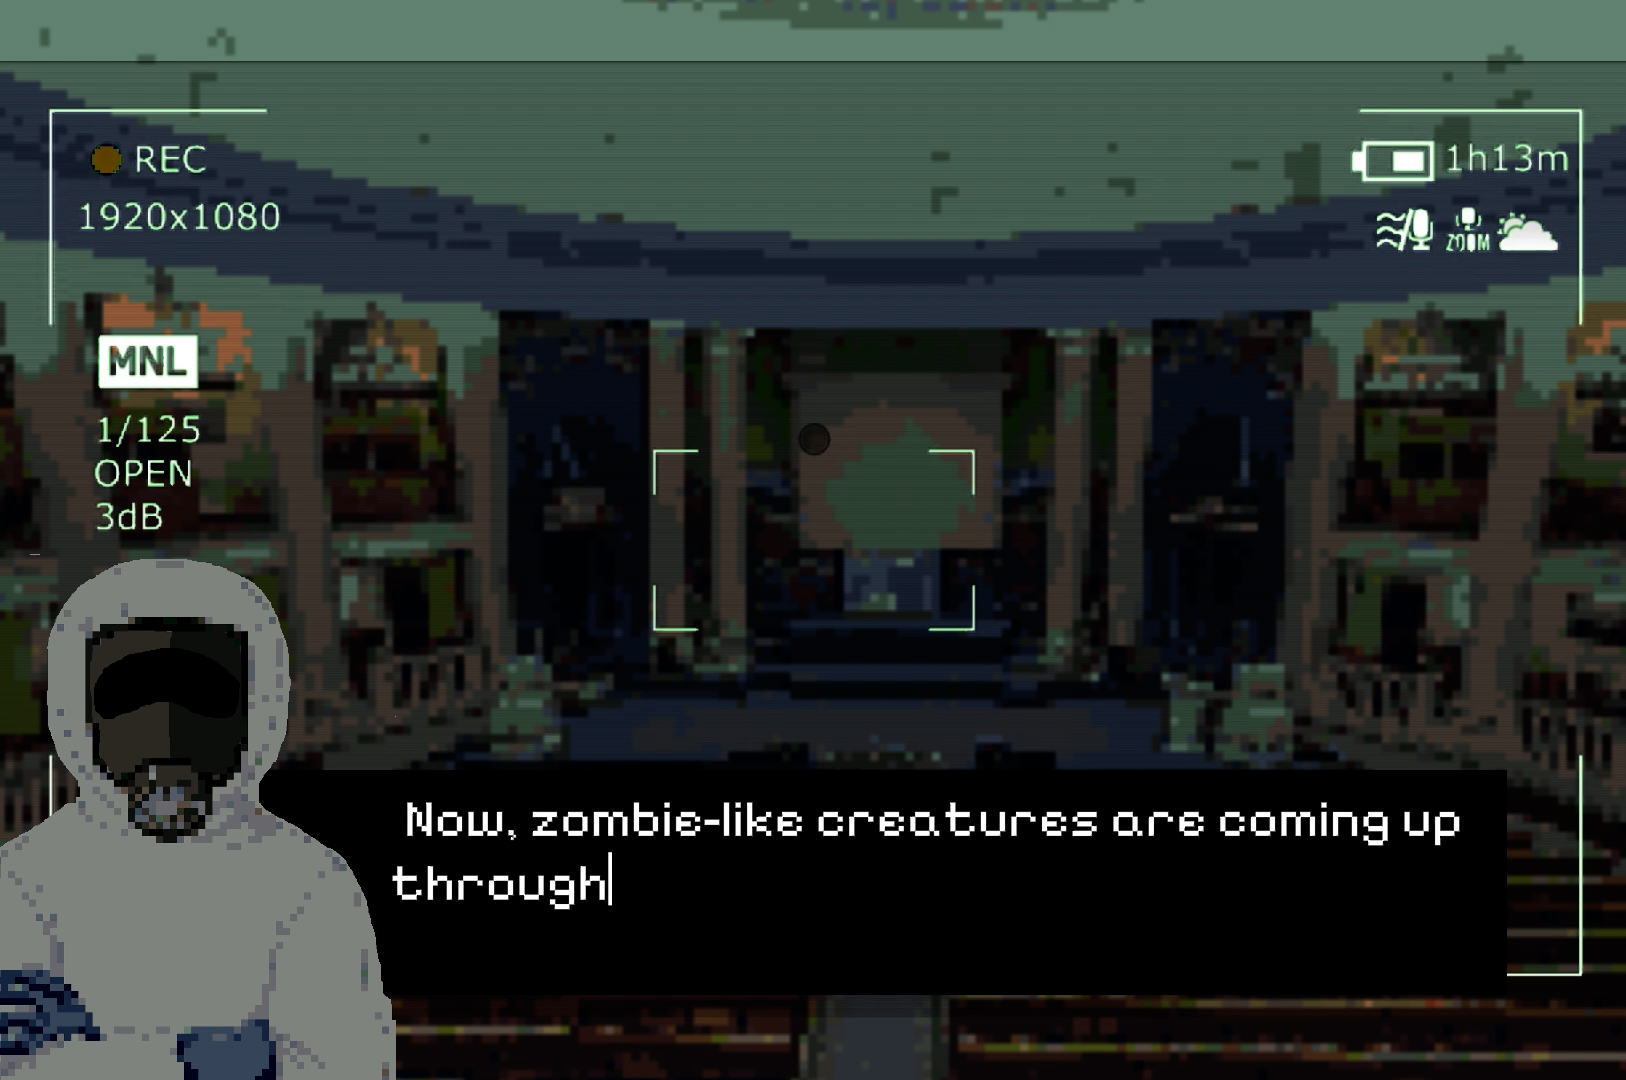 REC
1920x1080
1h13m
ZOOM
MNL
1/125
OPEN
3dB
Now, zombie-like creatures are coming up
through